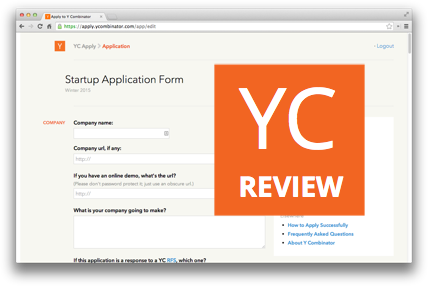 Apply to Y Combinator
https://apply.ycombinator.com/app/edit
Y
YC Apply > Application
Logout
Startup Application Form
Winter 2015
COMPANY
Company name:
Company url, if any:
http://
If you have an online demo, what's the url?
(Please don't password protect it; just use an obscure url.)
http://
What is your company going to make?
If this application is a response to a YC RFS, which one?
YC
REVIEW
How to Apply Successfully
Frequently Asked Questions
About Y Combinator